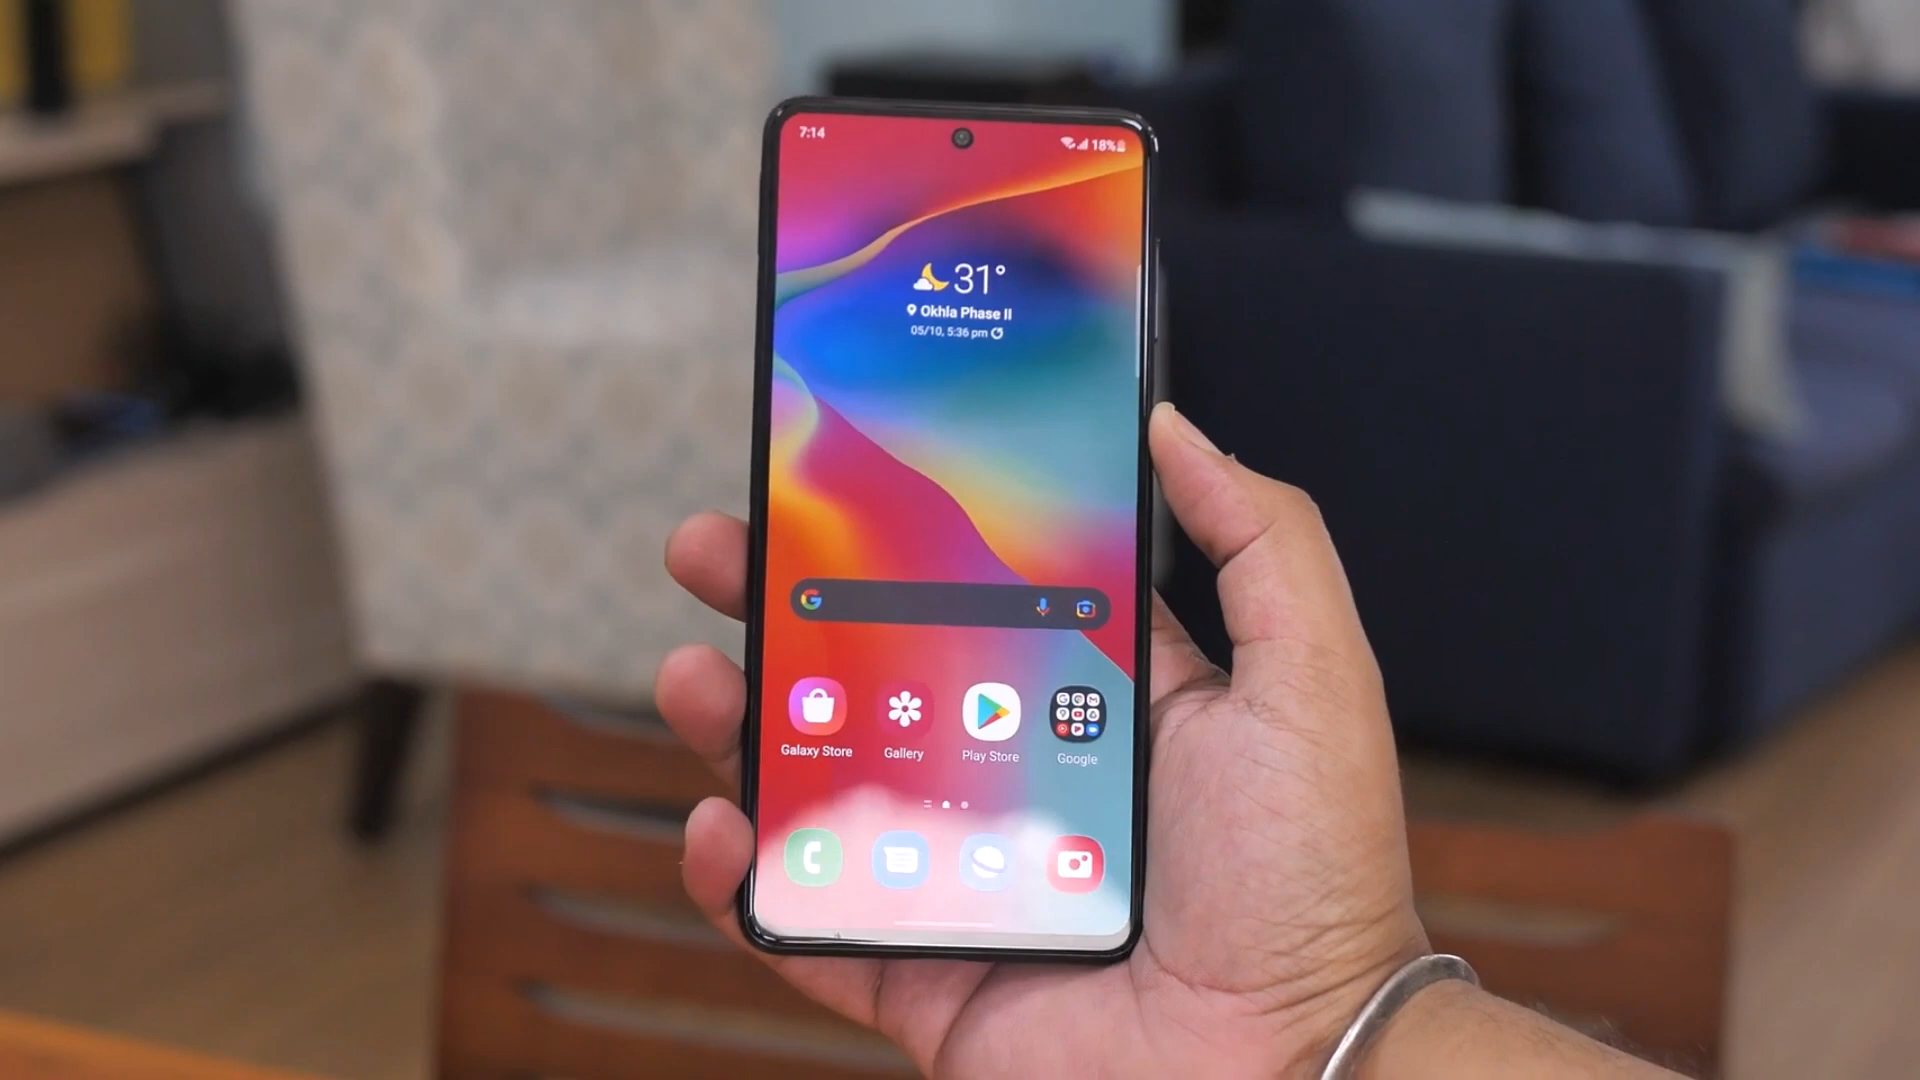 7:14
18%
31°
Okhla Phase II
05/10, 5:36 pm
G
Galaxy Store
Gallery
Play Store
Google